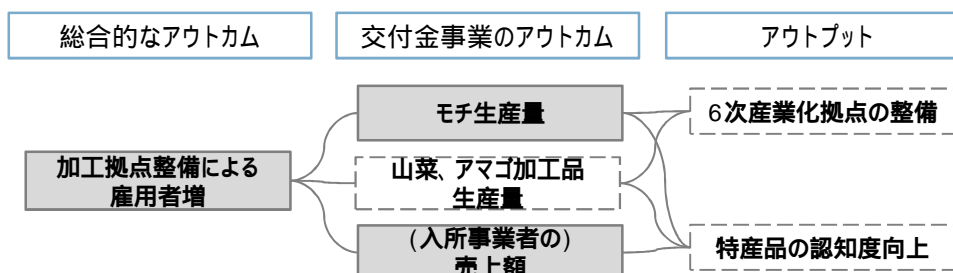 総合的なアウトカム
交付金事業のアウトカム
アウトプット
モチ生産量
6次産業化拠点の整備
加工拠点整備による
雇用者増
山菜、アマゴ加工品
生産量
(入所事業者の)
売上額
特産品の認知度向上